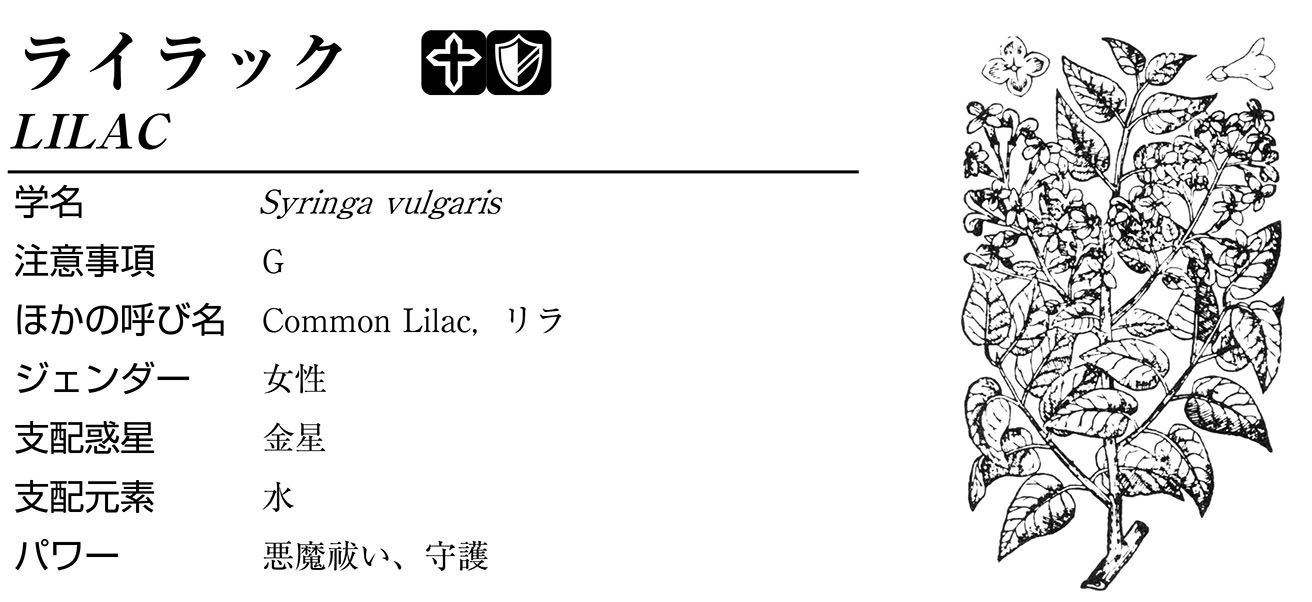 ライラック
LILAC
学名 Syringa vulgaris
注意事項 G
ほかの呼び名 Common Lilac, リラ
ジェンダー 女性
支配惑星 金星
支配元素 水
パワー 悪魔祓い、守護